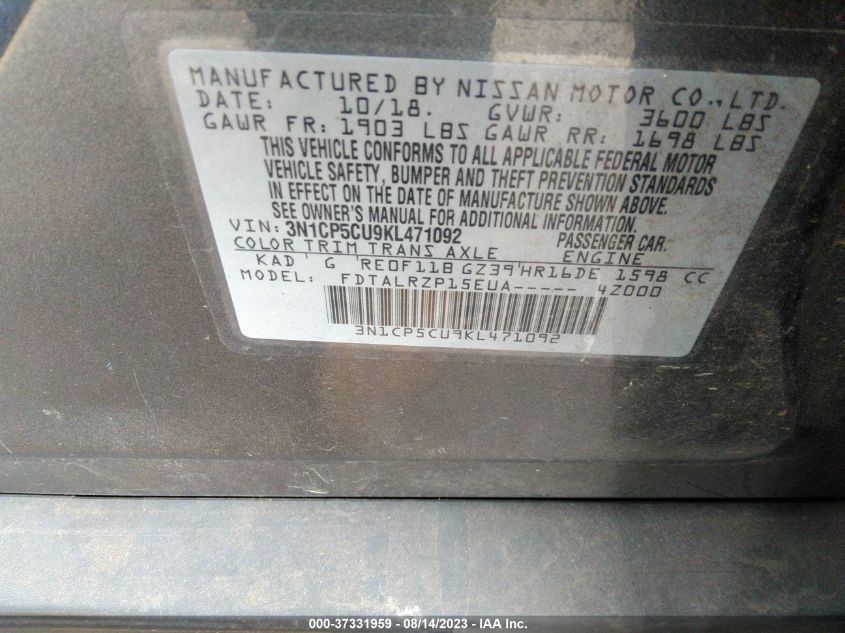 MANUFACTURED BY NISSAN MOTOR CO.,LTD.
DATE: 10/18. GVWR: 3600 LBS
GAWR FR: 1903 LBS GAWR RR: 1698 LBS
THIS VEHICLE CONFORMS TO ALL APPLICABLE FEDERAL MOTOR
VEHICLE SAFETY, BUMPER AND THEFT PREVENTION STANDARDS
IN EFFECT ON THE DATE OF MANUFACTURE SHOWN ABOVE.
SEE OWNER'S MANUAL FOR ADDITIONAL INFORMATION.
VIN: 3N1CP5CU9KL471092 PASSENGER CAR.
COLOR TRIM TRANS AXLE ENGINE
KAD G RE0F11B GZ39 HR16DE 1598 CC
MODEL: FDTALRZP15EUA----- 4Z000
3N1CP5CU9KL471092
000-37331959 - 08/14/2023 - IAA Inc.